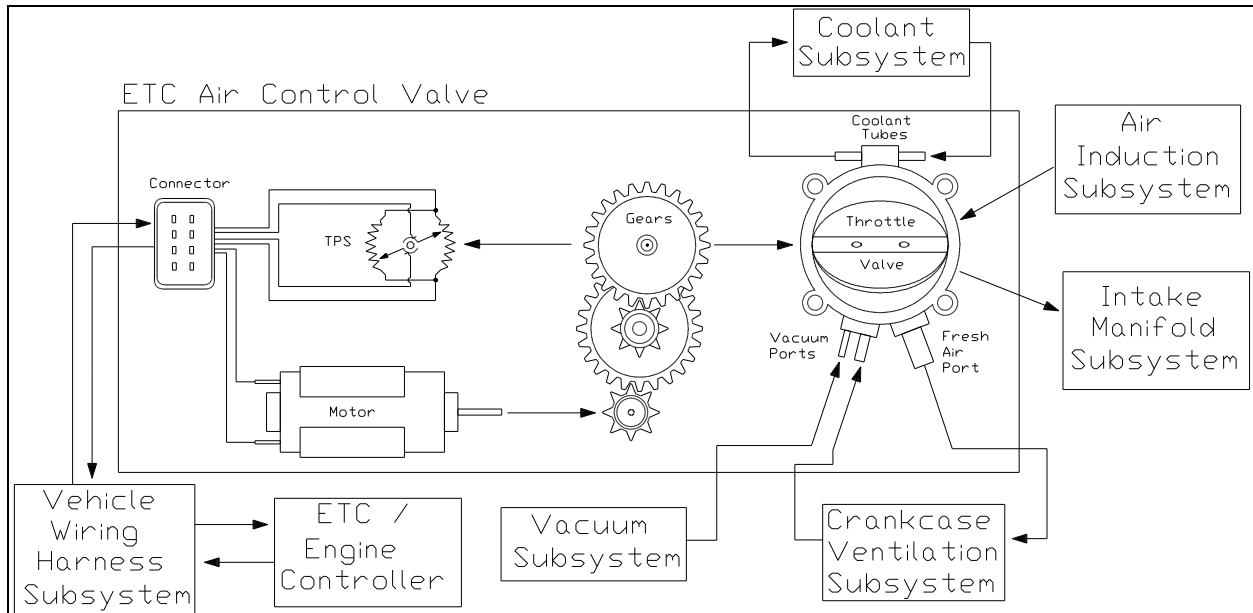 Coolant
Subsystem
ETC Air Control Valve
Coolant
Tubes
Air
Induction
Subsystem
Connector
TPS
Gears
Throttle
Valve
Intake
Manifold
Subsystem
Vacuum
Ports
Fresh
Air
Port
Motor
Vehicle
Wiring
Harness
Subsystem
ETC /
Engine
Controller
Vacuum
Subsystem
Crankcase
Ventilation
Subsystem